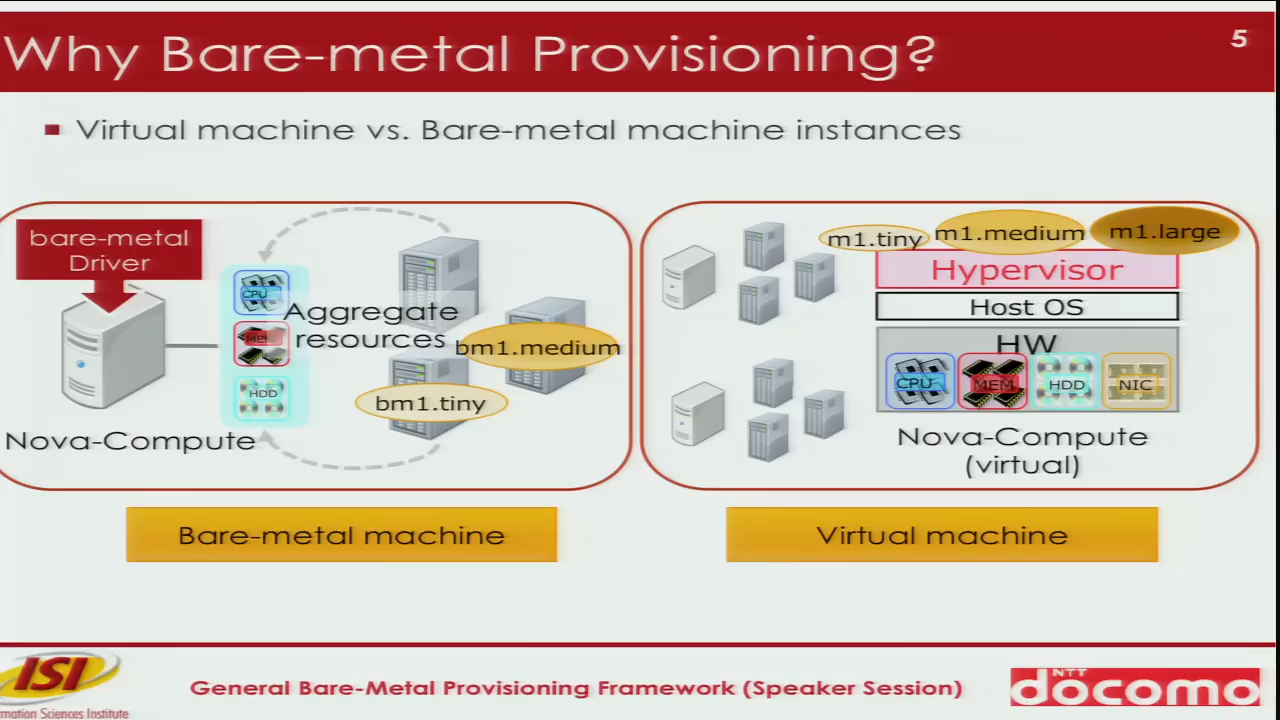 Why Bare-metal Provisioning?
5
Virtual machine vs. Bare-metal machine instances
bare-metal
Driver
CPU
MEM
HDD
Aggregate
resources
bm1.medium
bm1.tiny
Nova-Compute
Bare-metal machine
m1.tiny
m1.medium
m1.large
Hypervisor
Host OS
HW
CPU
MEM
HDD
NIC
Nova-Compute
(virtual)
Virtual machine
ISI
rmation Sciences Institute
General Bare-Metal Provisioning Framework (Speaker Session)
NTT
docomo